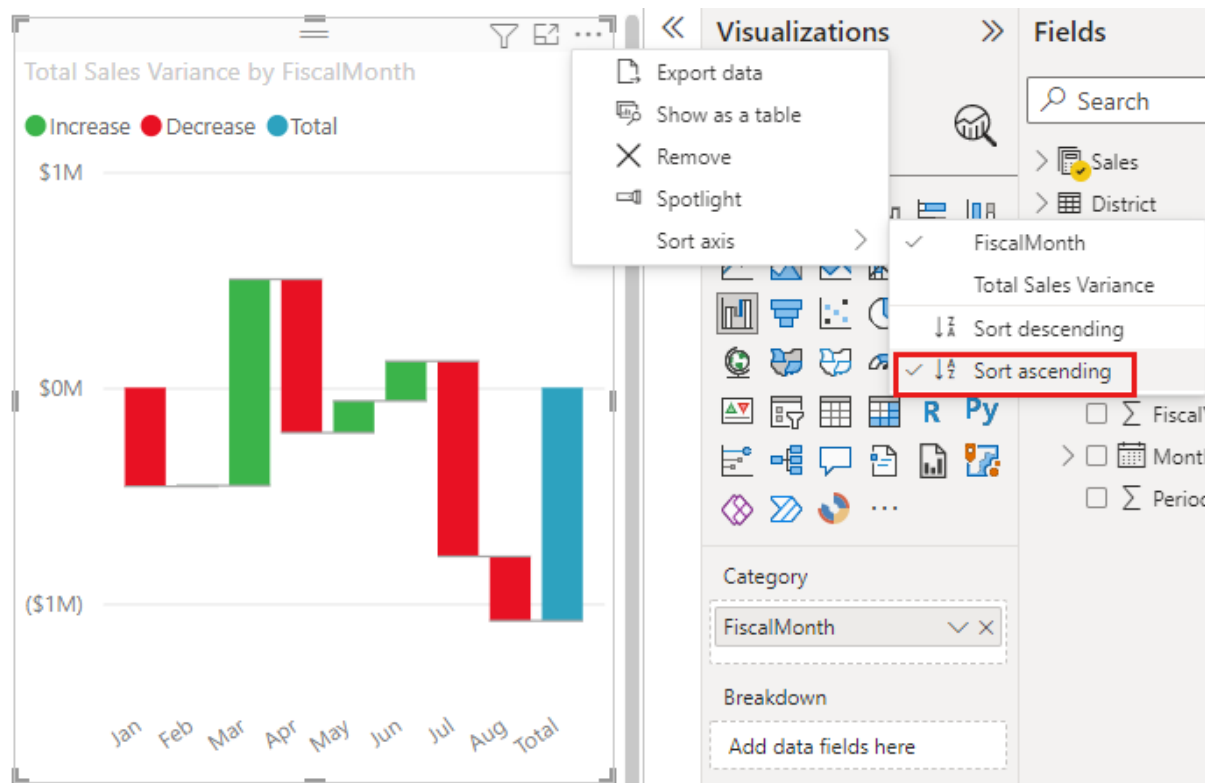 Total Sales Variance by FiscalMonth
Increase Decrease Total
$1M
$0M
($1M)
Jan Feb Mar Apr May Jun Jul Aug Total
Export data
Show as a table
Remove
Spotlight
Sort axis
FiscalMonth
Total Sales Variance
Sort descending
Sort ascending
Visualizations
R Py
Category
FiscalMonth
Breakdown
Add data fields here
Fields
Search
Sales
District